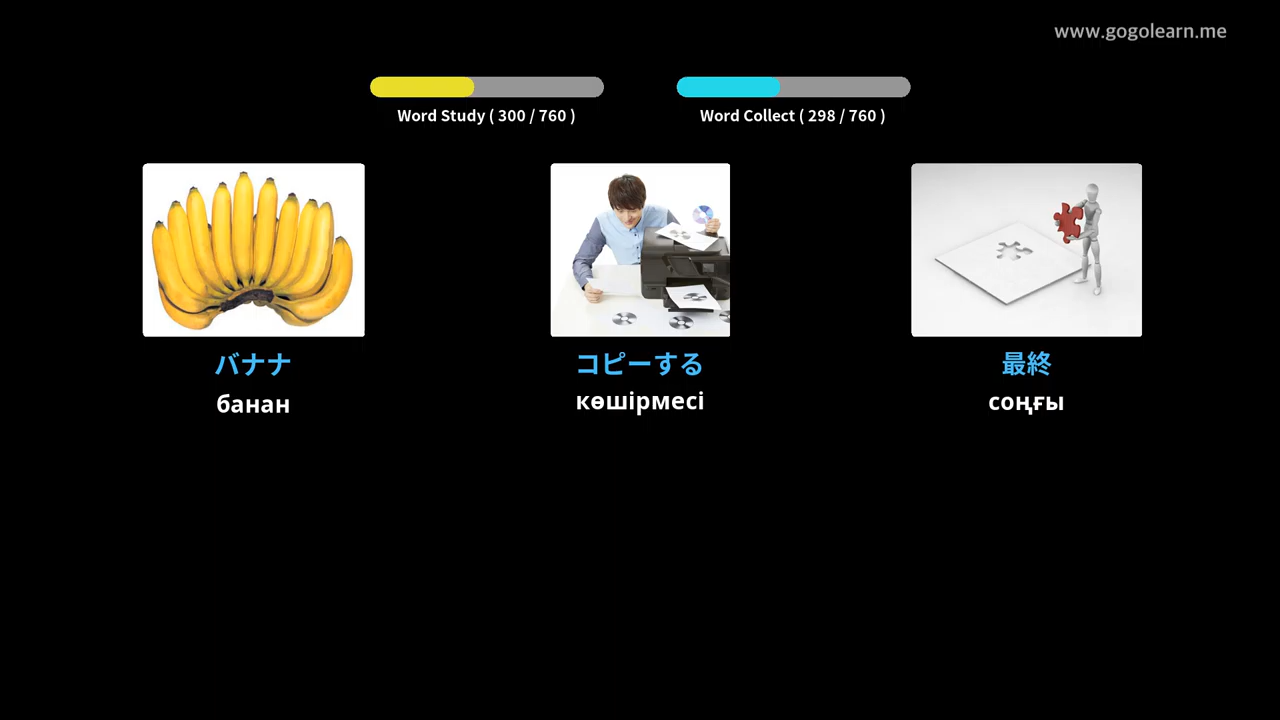 www.gogolearn.me
Word Study ( 300 / 760 )
Word Collect ( 298 / 760 )
バナナ
банан
コピーする
көшірмесі
最終
соңғы